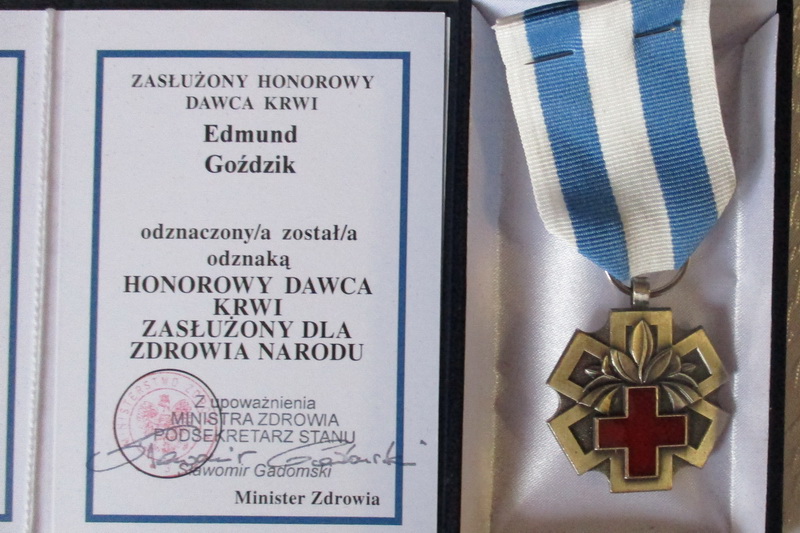 ZASŁUŻONY HONOROWY
DAWCA KRWI
Edmund
Goździk
odznaczony/a został/a
odznaką
HONOROWY DAWCA
KRWI
ZASŁUŻONY DLA
ZDROWIA NARODU
Z upoważnienia
MINISTRA ZDROWIA
PODSEKRETARZ STANU
Sławomir Gadomski
Minister Zdrowia